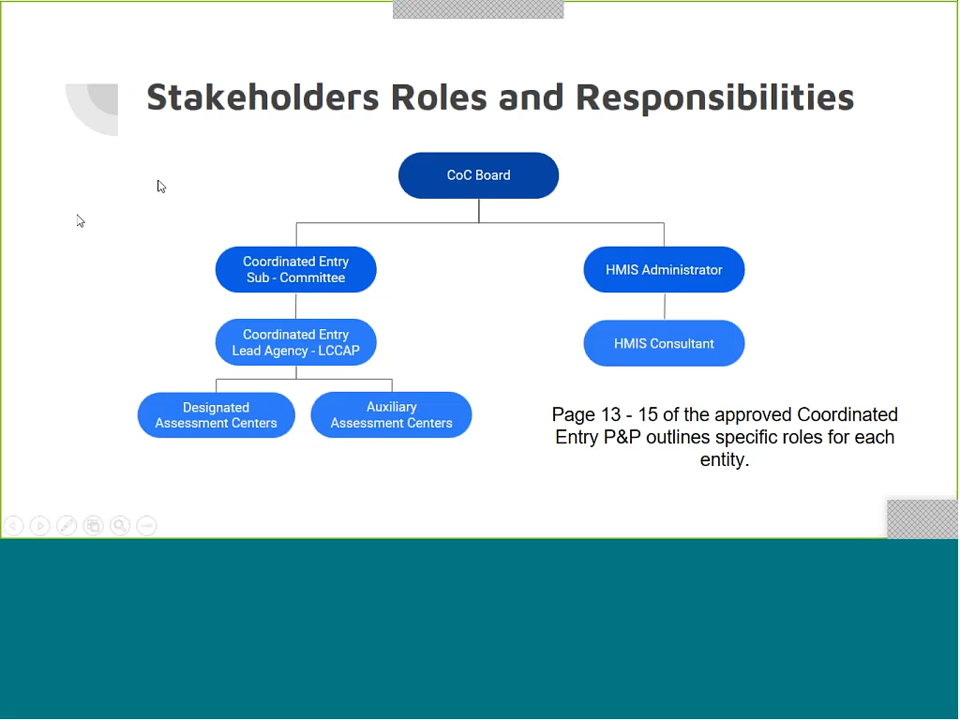 Stakeholders Roles and Responsibilities
CoC Board
Coordinated Entry
Sub - Committee
HMIS Administrator
Coordinated Entry
Lead Agency - LCCAP
HMIS Consultant
Designated
Assessment Centers
Auxiliary
Assessment Centers
Page 13 - 15 of the approved Coordinated
Entry P&P outlines specific roles for each
entity.